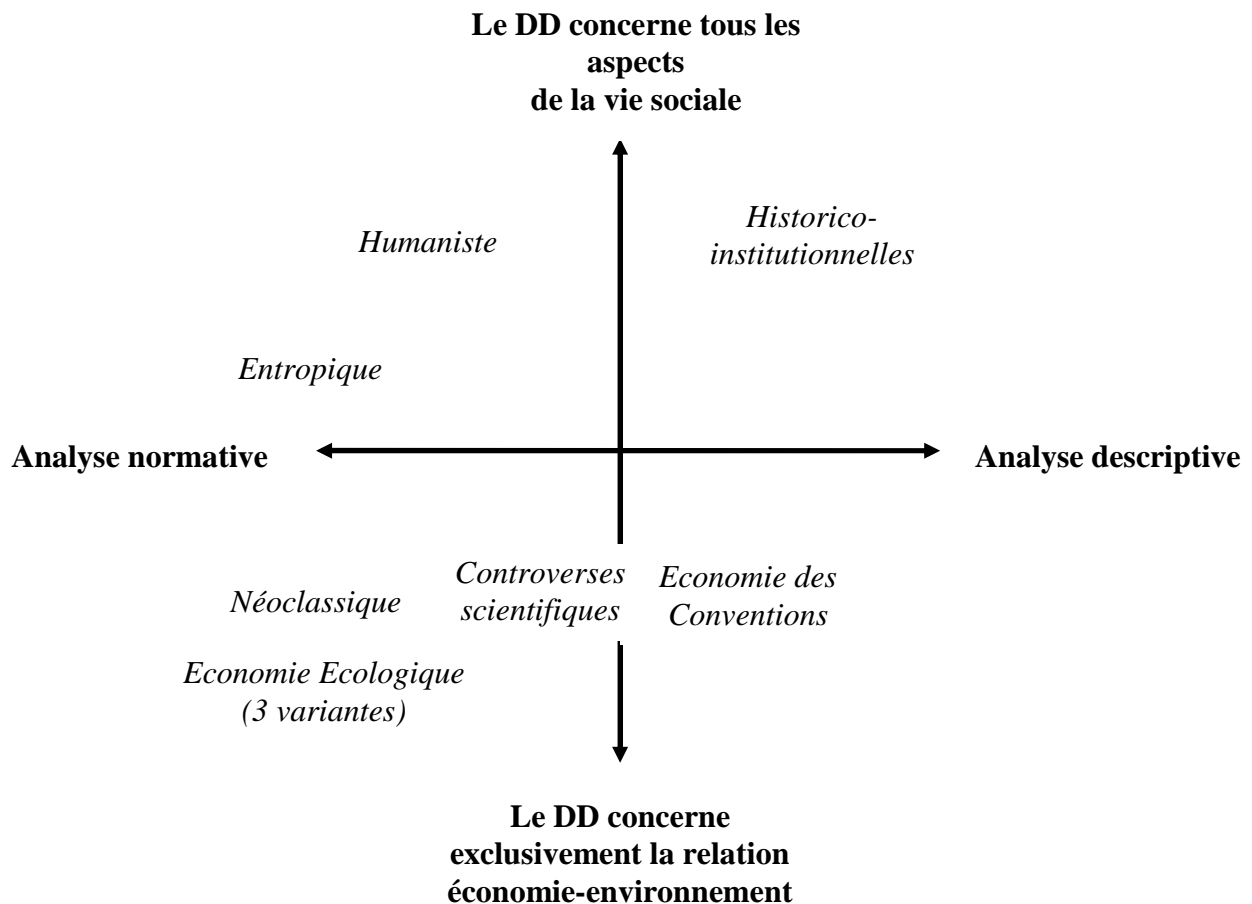 Le DD concerne tous les
aspects
de la vie sociale
Historico-
institutionnelles
Humaniste
Entropique
Analyse normative
Analyse descriptive
Controverses
scientifiques
Economie des
Conventions
Néoclassique
Economie Ecologique
(3 variantes)
Le DD concerne
exclusivement la relation
économie-environnement